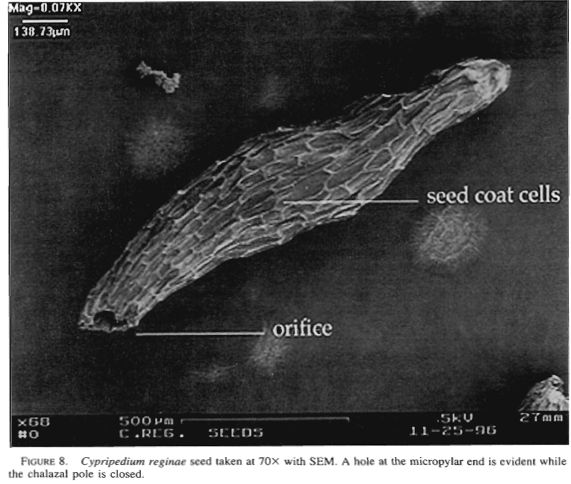 Mag=0.07KX
138.73µm
seed coat cells
orifice
x68 500µm .5kV 27mm
#0 C.REG. SEEDS 11-25-96
FIGURE 8. Cypripedium reginae seed taken at 70× with SEM. A hole at the micropylar end is evident while
the chalazal pole is closed.